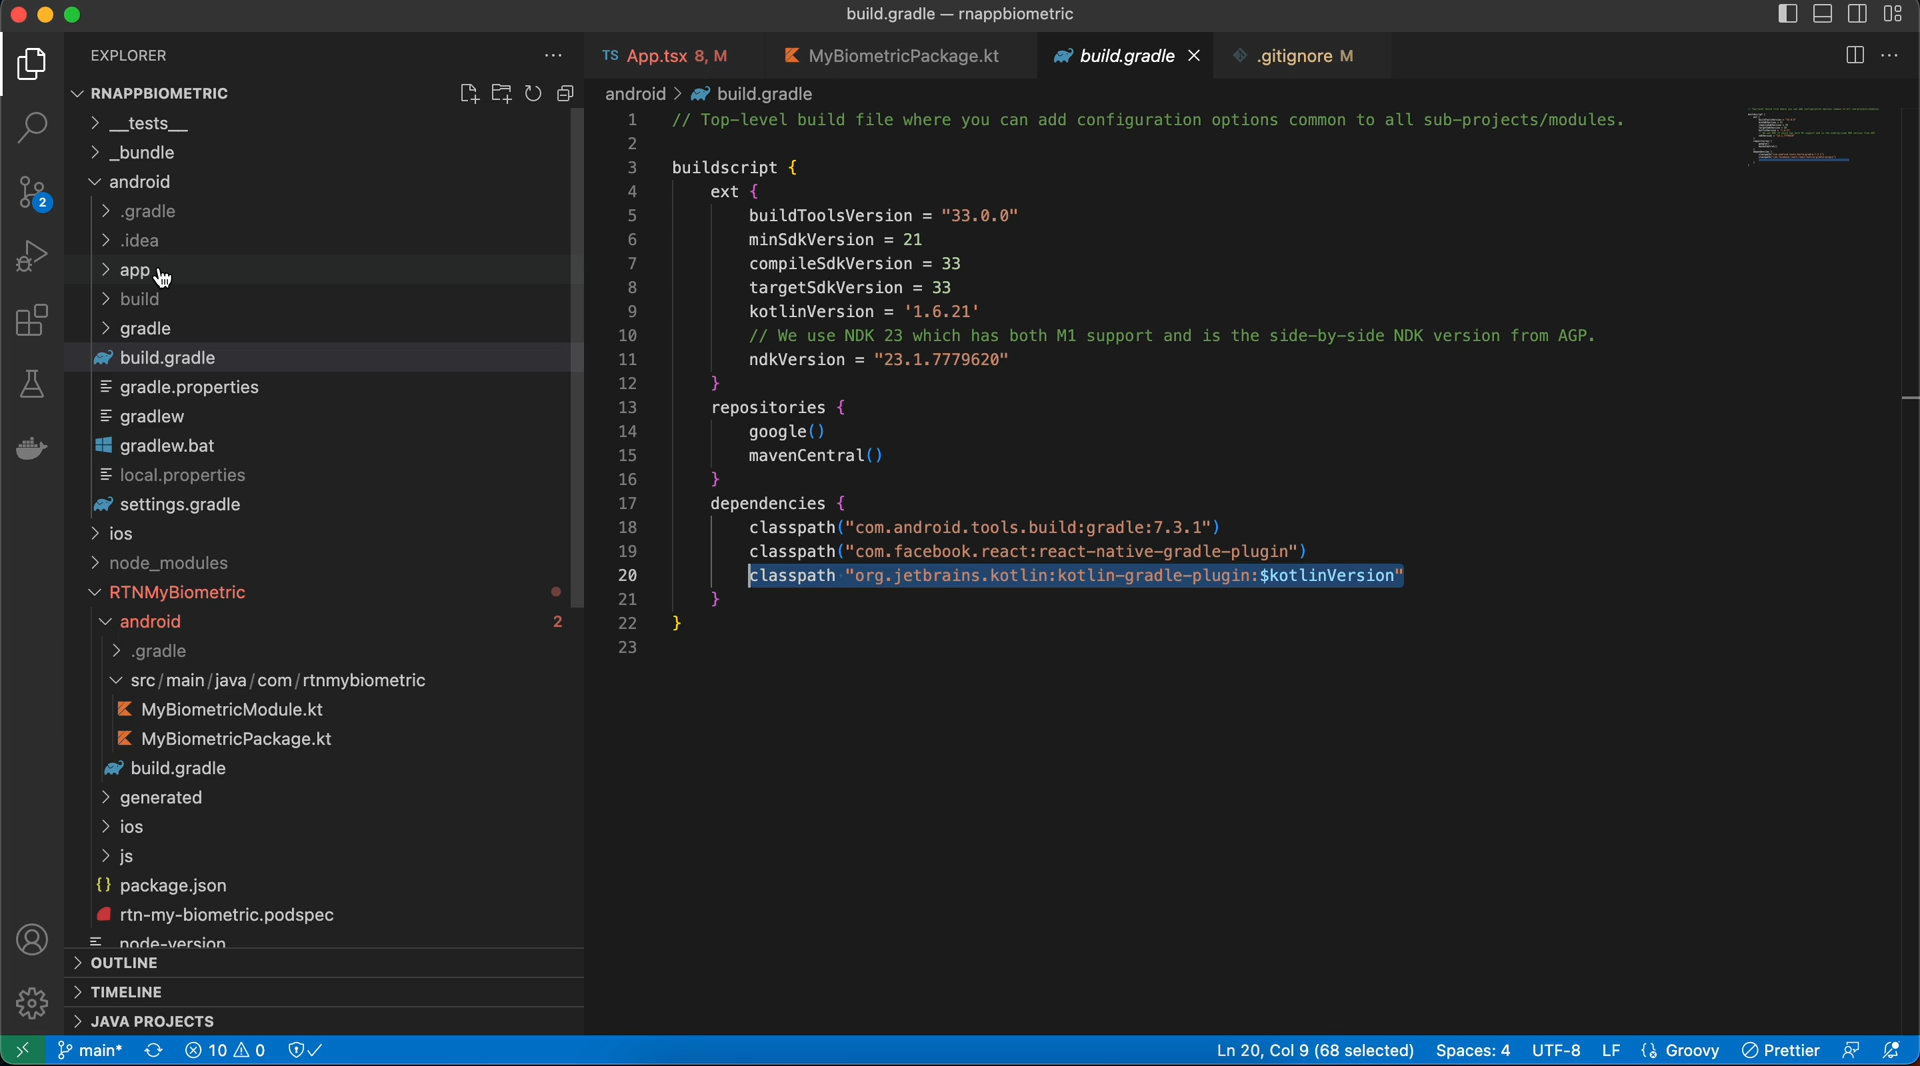 build.gradle — rnappbiometric
EXPLORER
RNAPPBIOMETRIC
__tests__
_bundle
android
.gradle
.idea
app
build
gradle
build.gradle
gradle.properties
gradlew
gradlew.bat
local.properties
settings.gradle
ios
node_modules
RTNMyBiometric
android 2
.gradle
src/main/java/com/rtnmybiometric
MyBiometricModule.kt
MyBiometricPackage.kt
build.gradle
generated
ios
js
{} package.json
rtn-my-biometric.podspec
node-version
OUTLINE
TIMELINE
JAVA PROJECTS
2
TS App.tsx 8, M
MyBiometricPackage.kt
build.gradle
.gitignore M
android > build.gradle
1 // Top-level build file where you can add configuration options common to all sub-projects/modules.
2
3 buildscript {
4 ext {
5 buildToolsVersion = "33.0.0"
6 minSdkVersion = 21
7 compileSdkVersion = 33
8 targetSdkVersion = 33
9 kotlinVersion = '1.6.21'
10 // We use NDK 23 which has both M1 support and is the side-by-side NDK version from AGP.
11 ndkVersion = "23.1.7779620"
12 }
13 repositories {
14 google()
15 mavenCentral()
16 }
17 dependencies {
18 classpath("com.android.tools.build:gradle:7.3.1")
19 classpath("com.facebook.react:react-native-gradle-plugin")
20 classpath "org.jetbrains.kotlin:kotlin-gradle-plugin:$kotlinVersion"
21 }
22 }
23
main* 10 0
Ln 20, Col 9 (68 selected) Spaces: 4 UTF-8 LF {} Groovy Prettier